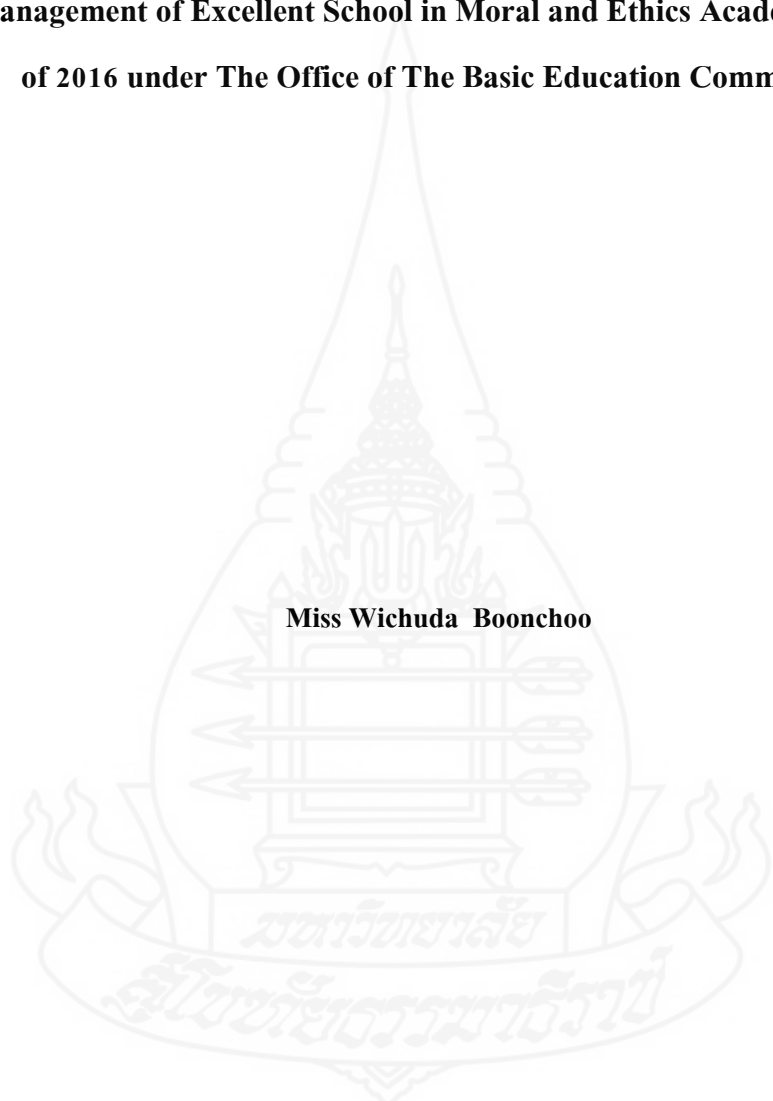 anagement of Excellent School in Moral and Ethics Acade
of 2016 under The Office of The Basic Education Comm
Miss Wichuda Boonchoo
มหาวิทยาลัย
สุโขทัยธรรมาธิราช